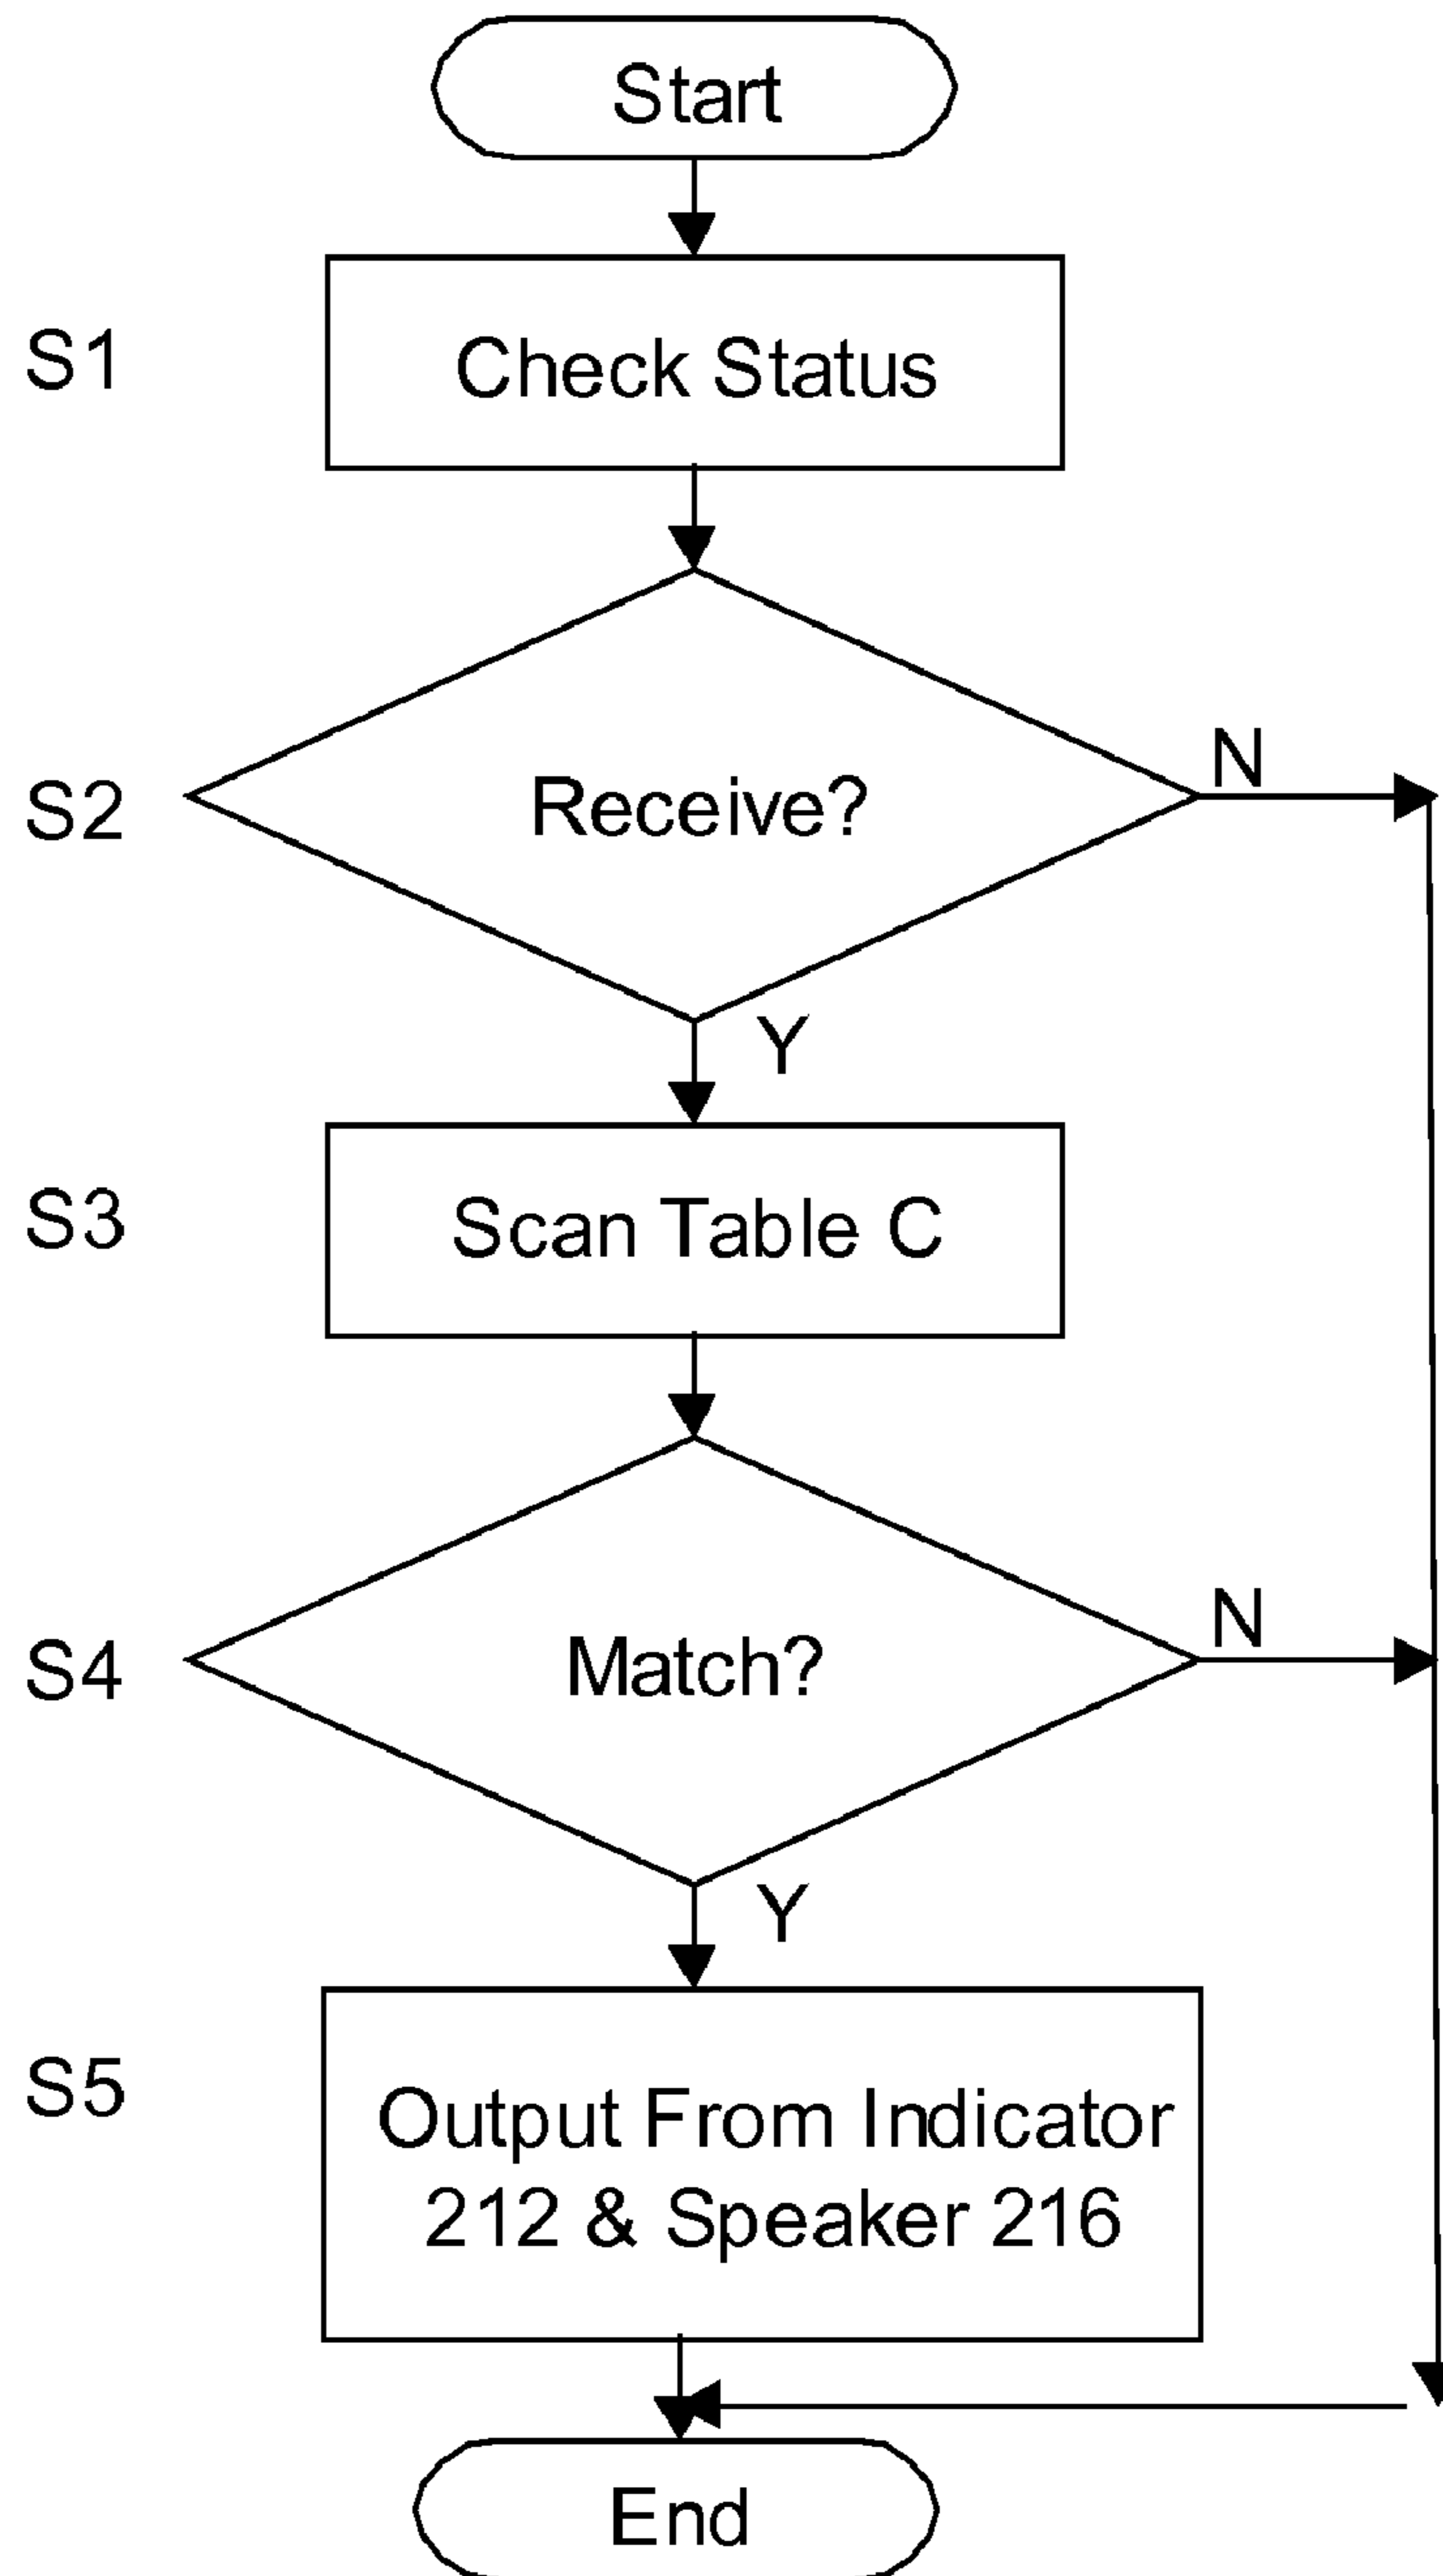 Start
S1
Check Status
S2
Receive?
N
Y
S3
Scan Table C
S4
Match?
N
Y
S5
Output From Indicator
212 & Speaker 216
End